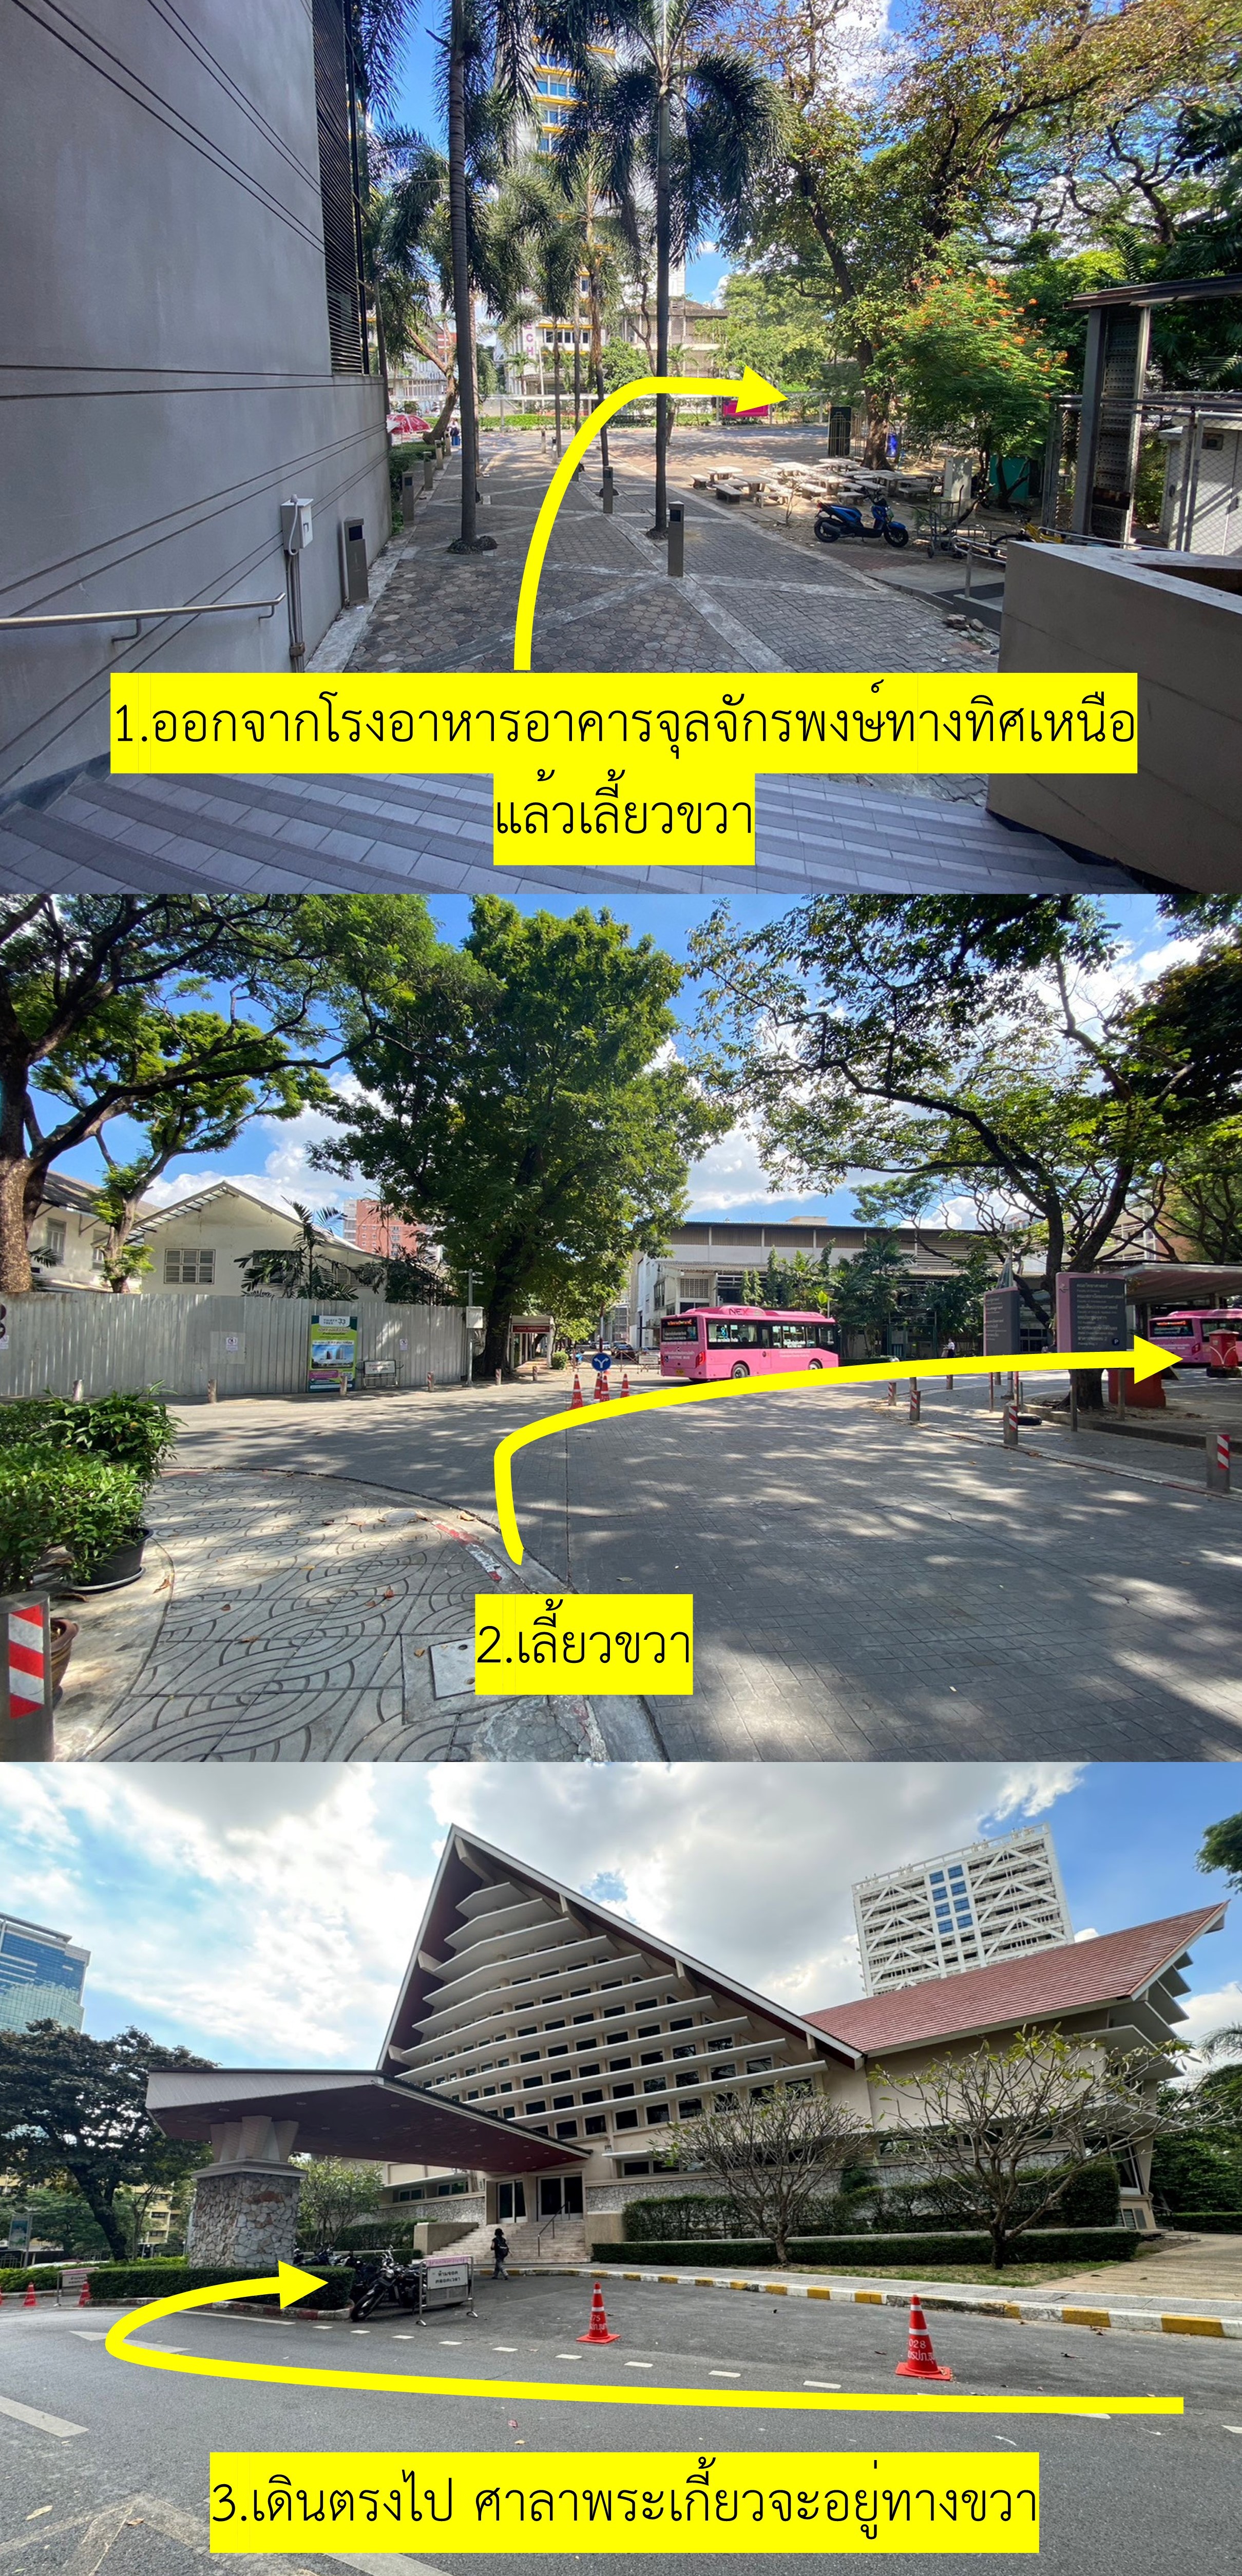 1.ออกจากโรงอาหารอาคารจุลจักรพงษ์ทางทิศเหนือ
แล้วเลี้ยวขวา
NEV
2.เลี้ยวขวา
3.เดินตรงไป ศาลาพระเกี้ยวจะอยู่ทางขวา